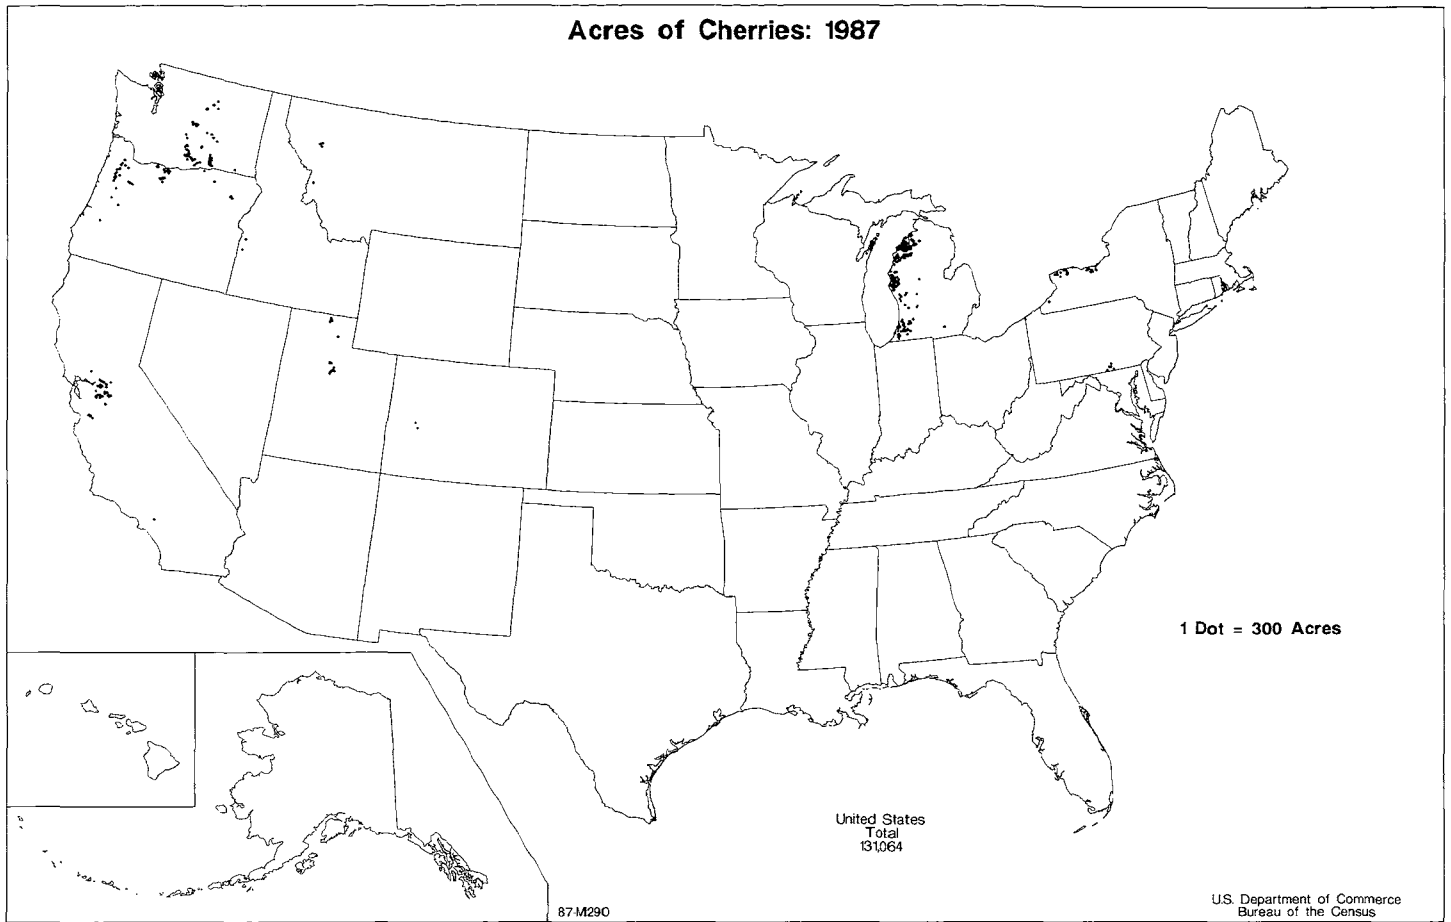 Acres of Cherries: 1987
1 Dot = 300 Acres
United States
Total
131,064
87-M290
U.S. Department of Commerce
Bureau of the Census